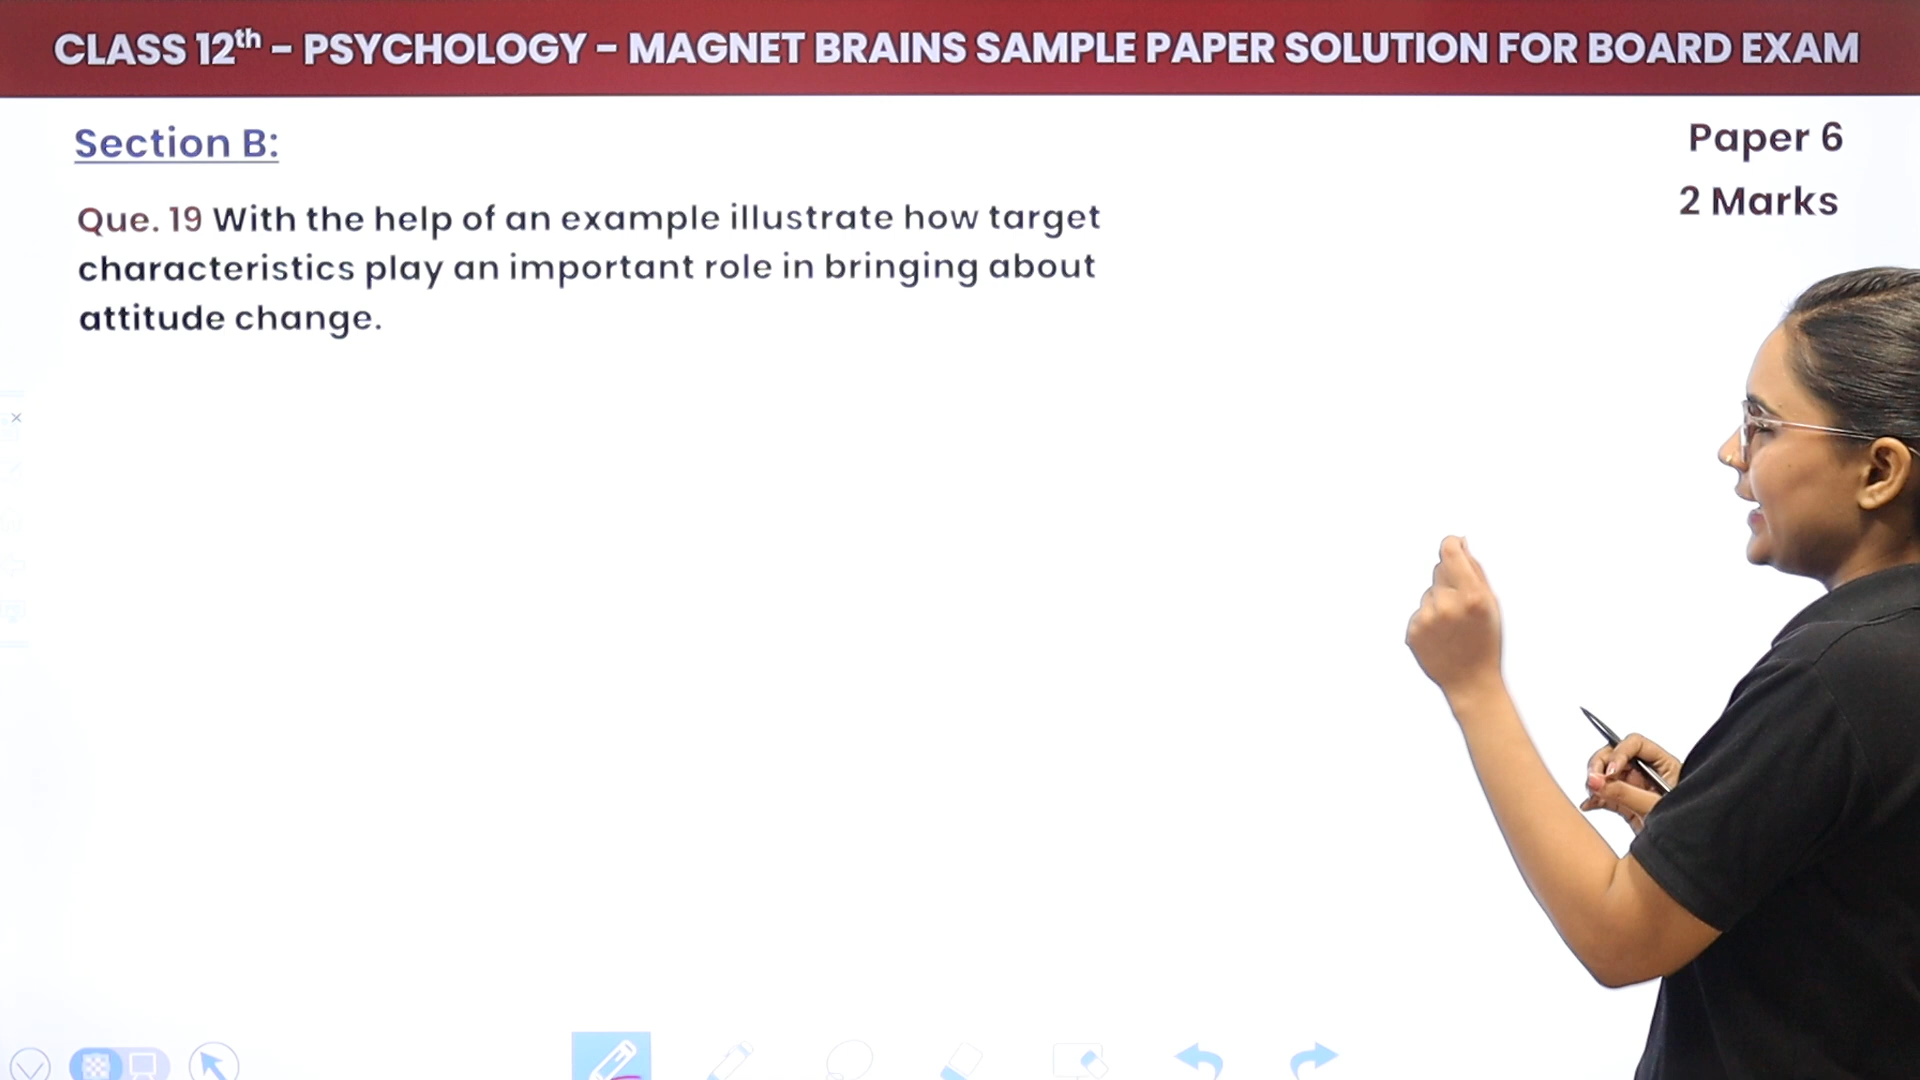 CLASS 12th - PSYCHOLOGY - MAGNET BRAINS SAMPLE PAPER SOLUTION FOR BOARD EXAM
Section B:
Paper 6
2 Marks
Que. 19 With the help of an example illustrate how target
characteristics play an important role in bringing about
attitude change.